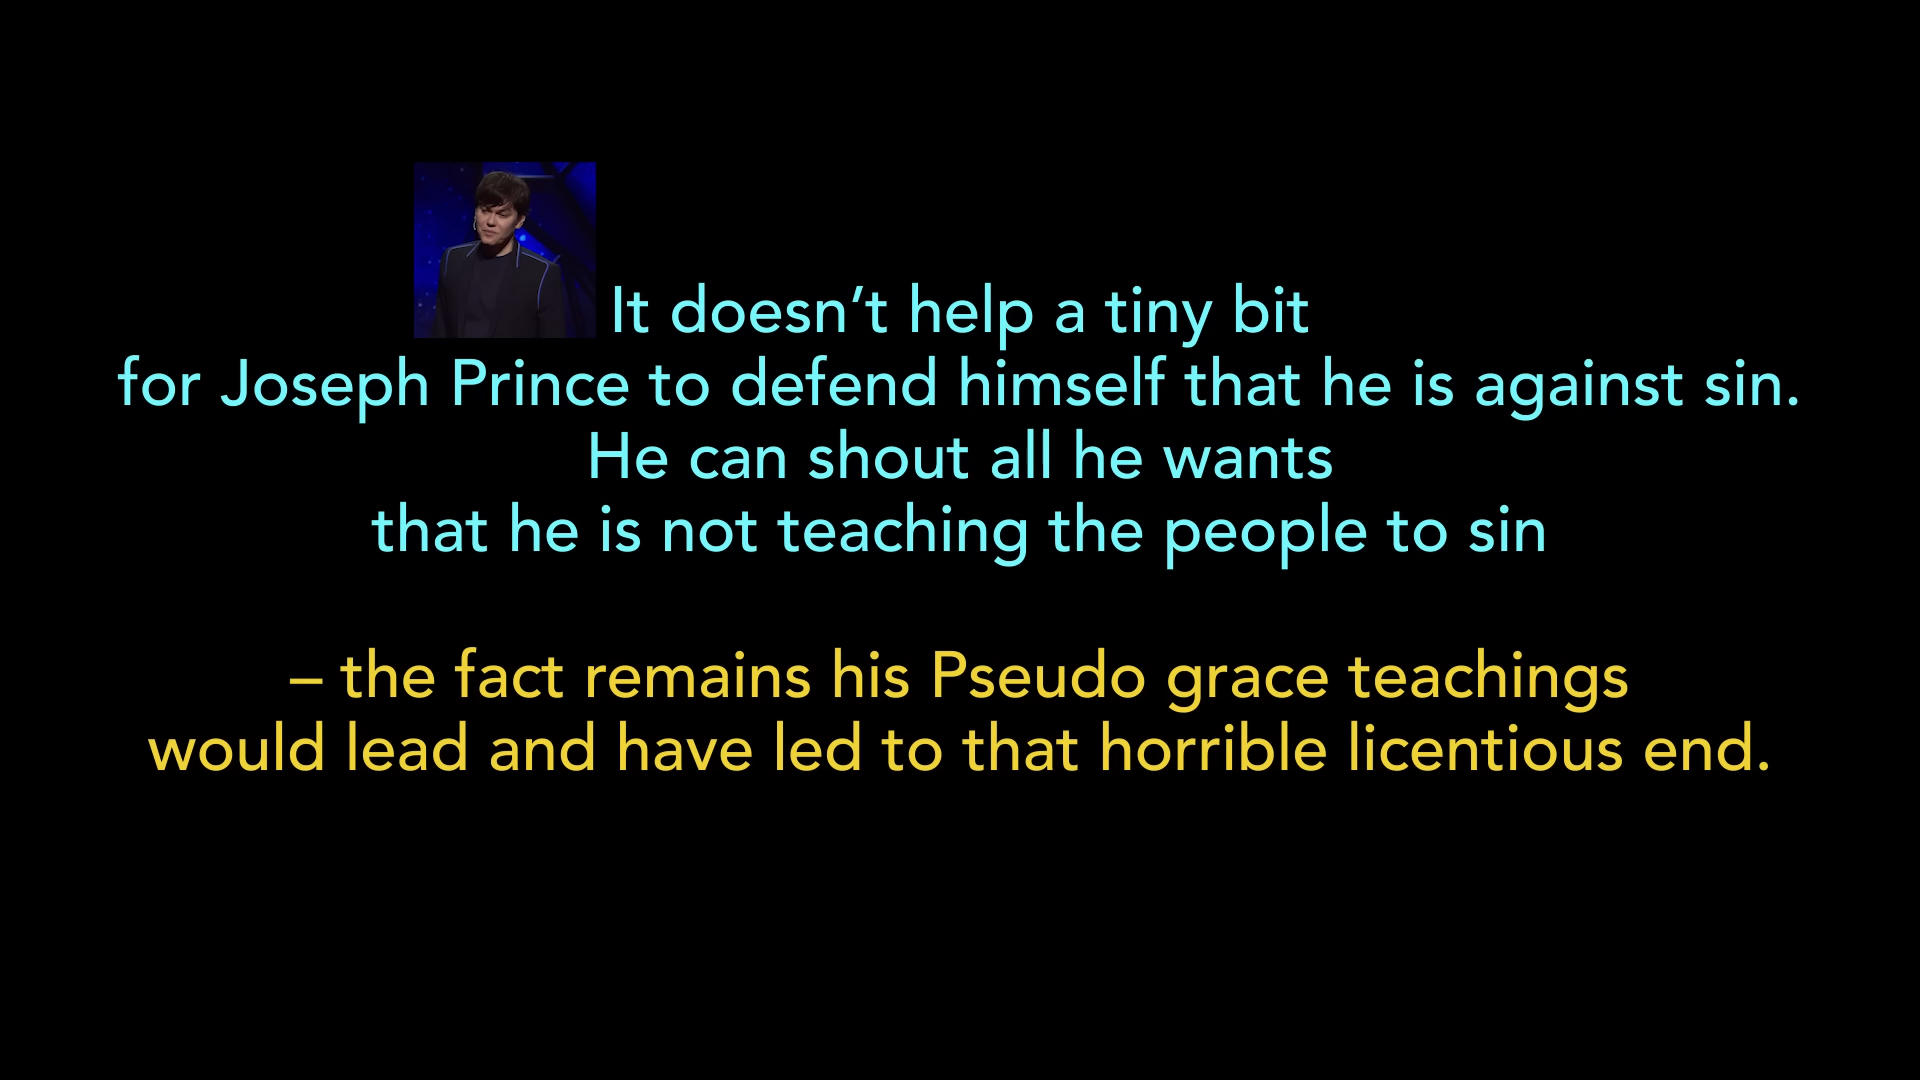 It doesn’t help a tiny bit
for Joseph Prince to defend himself that he is against sin.
He can shout all he wants
that he is not teaching the people to sin
– the fact remains his Pseudo grace teachings
would lead and have led to that horrible licentious end.